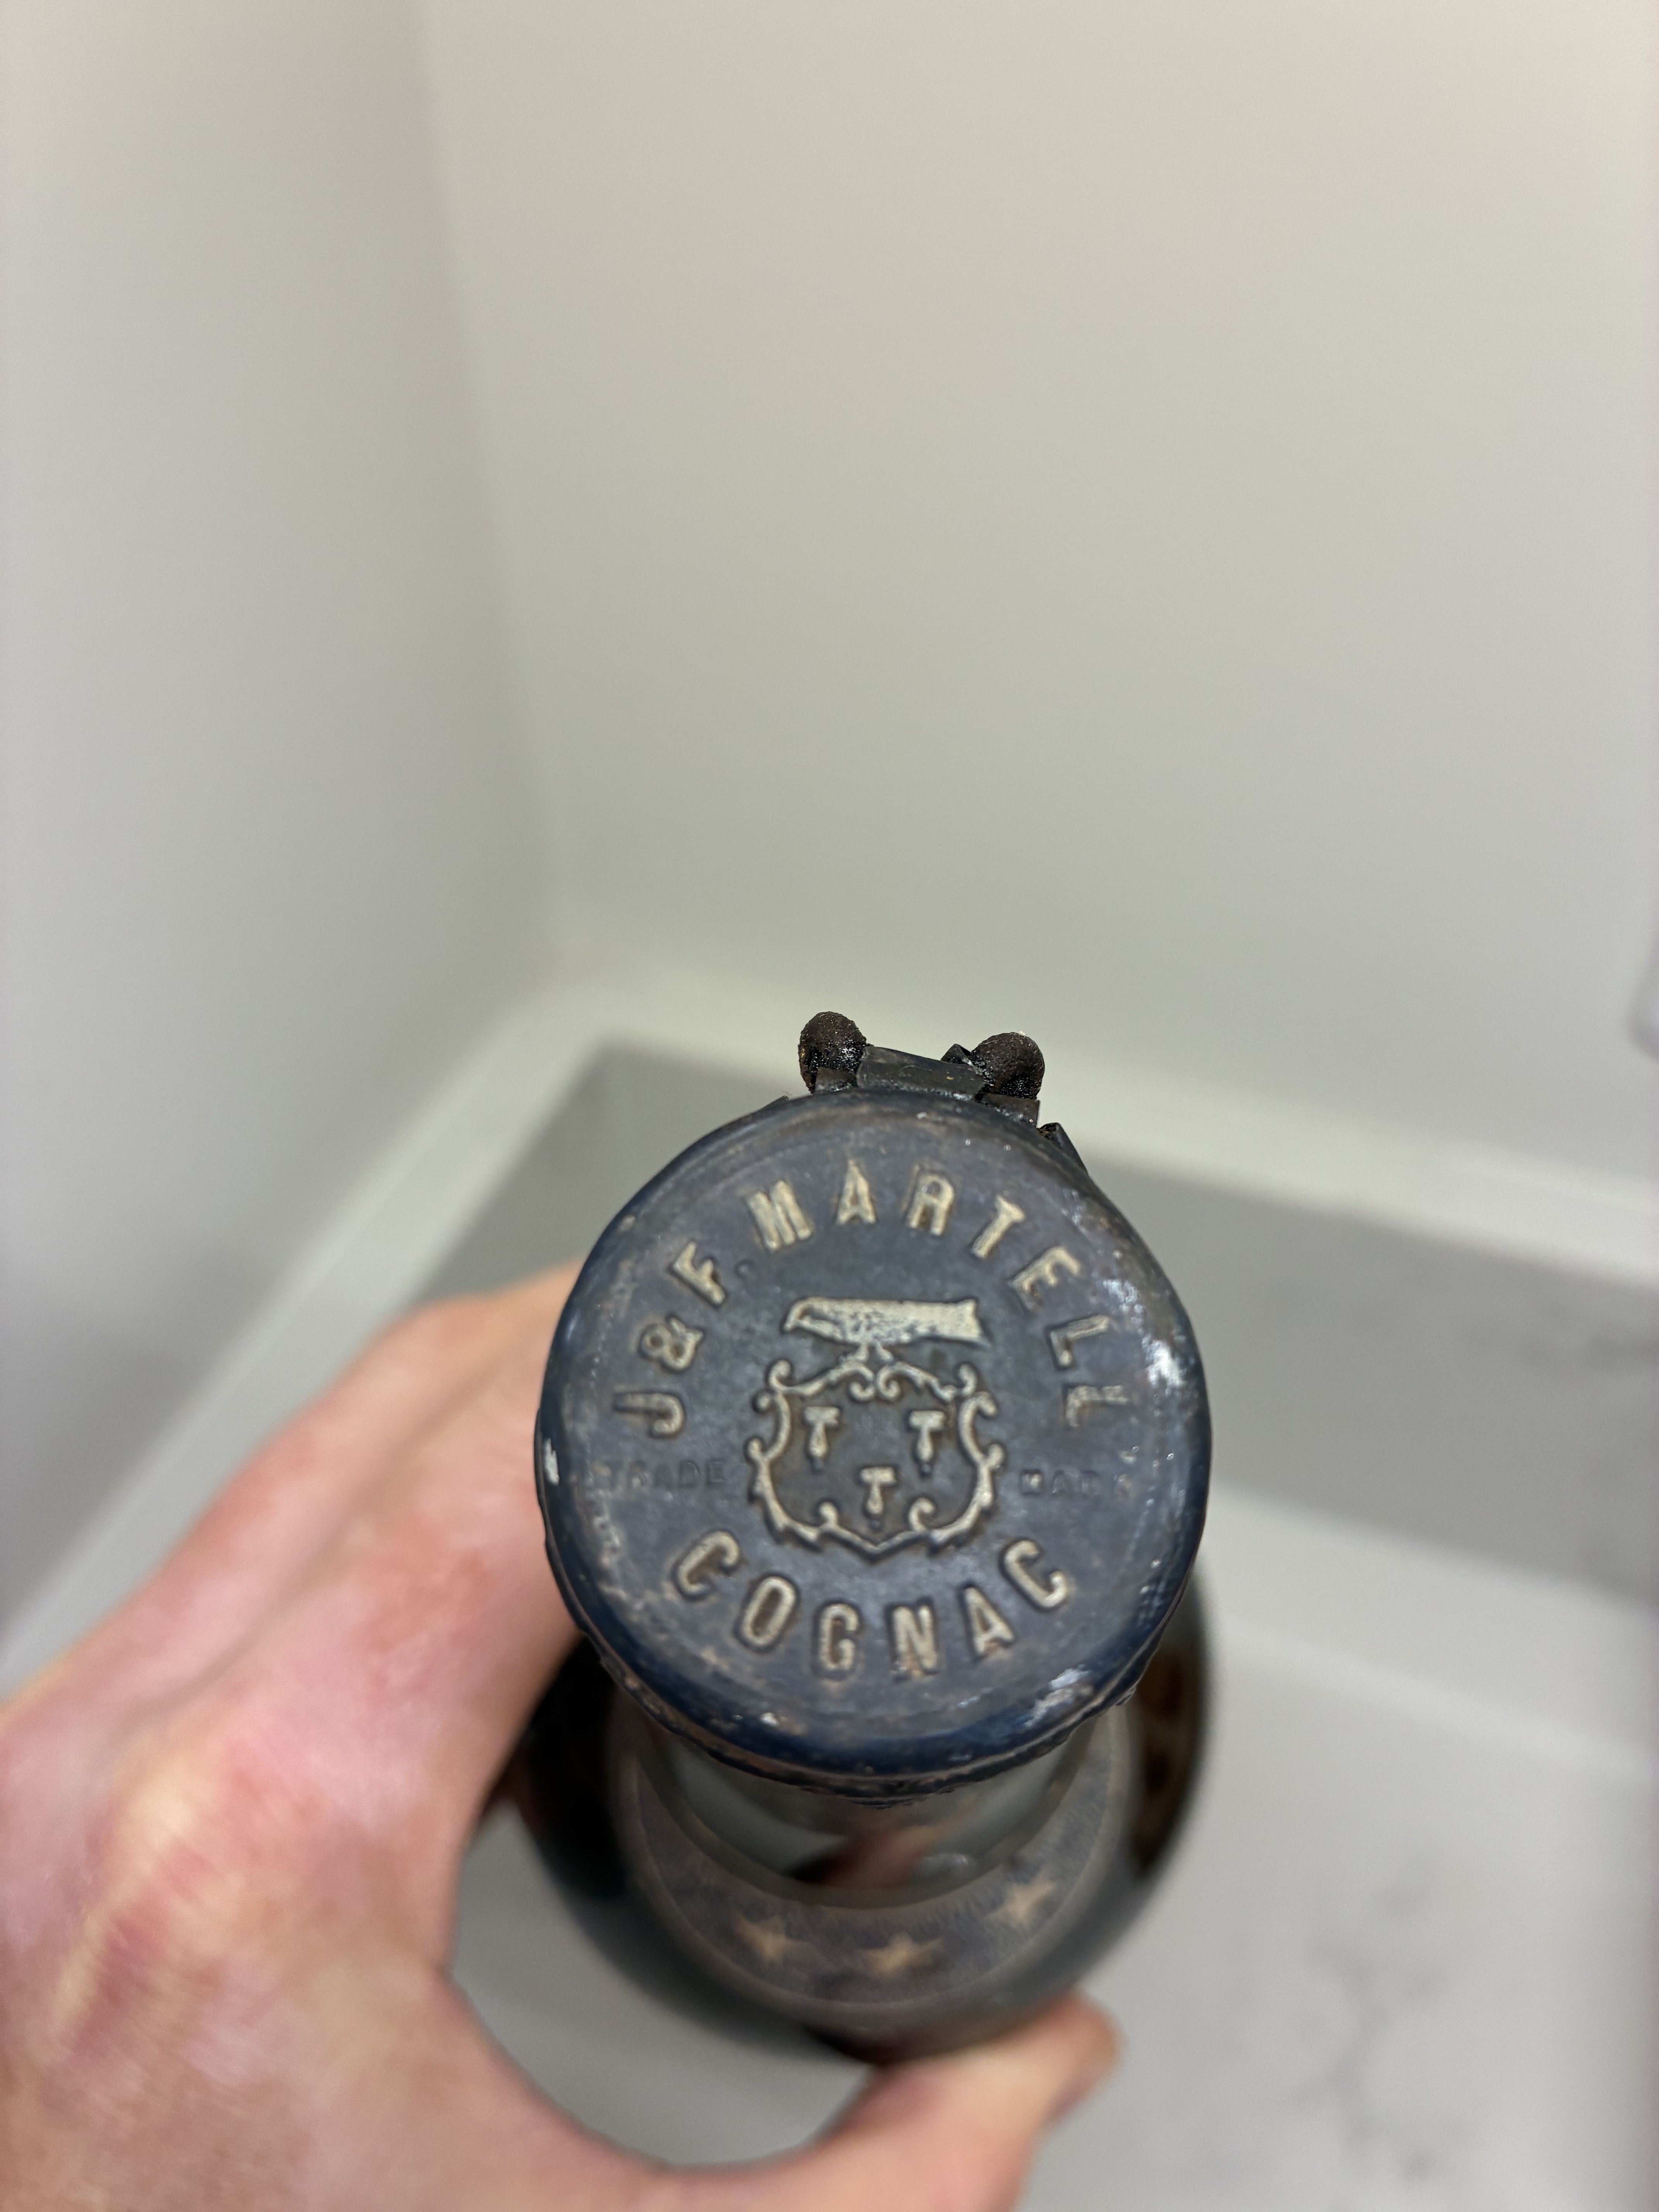 J & F. MARTELL
TRADE MARK
COGNAC